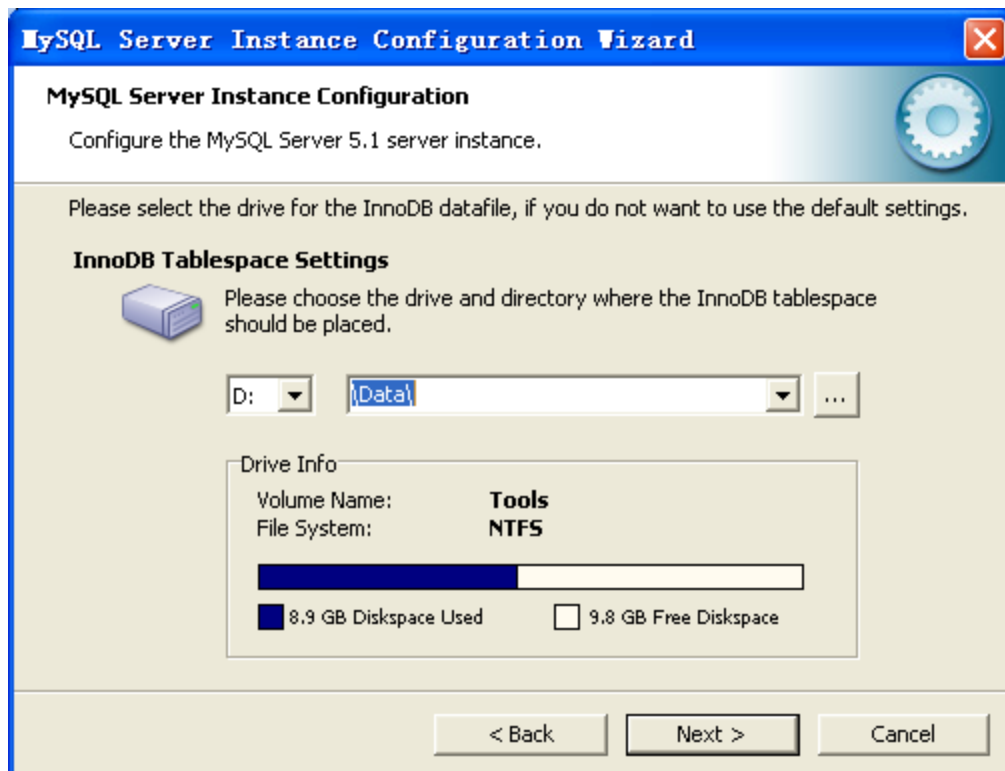 MySQL Server Instance Configuration Wizard
MySQL Server Instance Configuration
Configure the MySQL Server 5.1 server instance.
Please select the drive for the InnoDB datafile, if you do not want to use the default settings.
InnoDB Tablespace Settings
Please choose the drive and directory where the InnoDB tablespace
should be placed.
D: \Data\ ...
Drive Info
Volume Name: Tools
File System: NTFS
8.9 GB Diskspace Used 9.8 GB Free Diskspace
< Back Next > Cancel